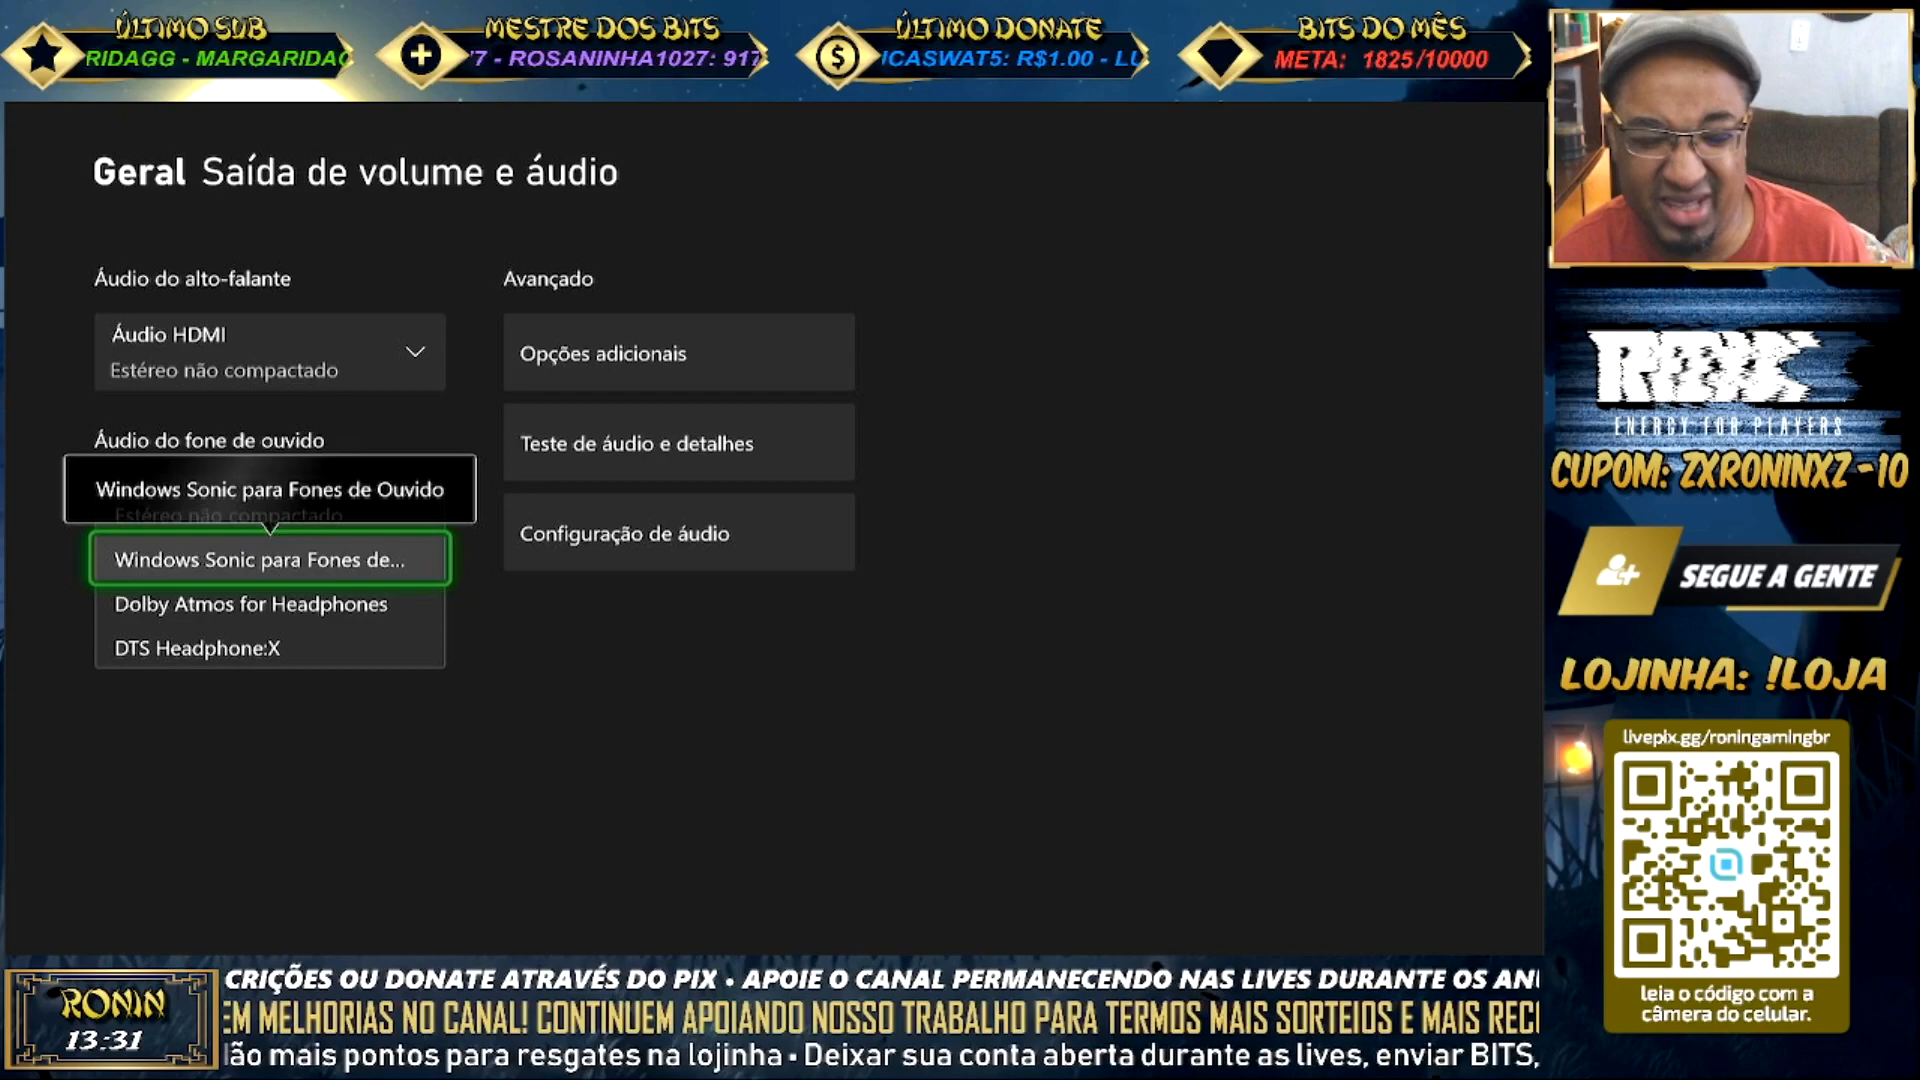 ÚLTIMO SUB
RIDAGG - MARGARIDAG
MESTRE DOS BITS
7 - ROSANINHA1027: 917
ÚLTIMO DONATE
ICASWAT5: R$1.00 - LU
BITS DO MÊS
META: 1825/10000
Geral Saída de volume e áudio
Áudio do alto-falante
Áudio HDMI
Estéreo não compactado
Áudio do fone de ouvido
Windows Sonic para Fones de Ouvido
Estéreo não compactado
Windows Sonic para Fones de...
Dolby Atmos for Headphones
DTS Headphone:X
Avançado
Opções adicionais
Teste de áudio e detalhes
Configuração de áudio
ENERGY FOR PLAYERS
CUPOM: ZXRONINXZ-10
SEGUE A GENTE
LOJINHA: !LOJA
livepix.gg/roningamingbr
leia o código com a
câmera do celular.
RONIN
13:31
CRIÇÕES OU DONATE ATRAVÉS DO PIX • APOIE O CANAL PERMANECENDO NAS LIVES DURANTE OS AN
EM MELHORIAS NO CANAL! CONTINUEM APOIANDO NOSSO TRABALHO PARA TERMOS MAIS SORTEIOS E MAIS REC
ão mais pontos para resgates na lojinha • Deixar sua conta aberta durante as lives, enviar BITS,